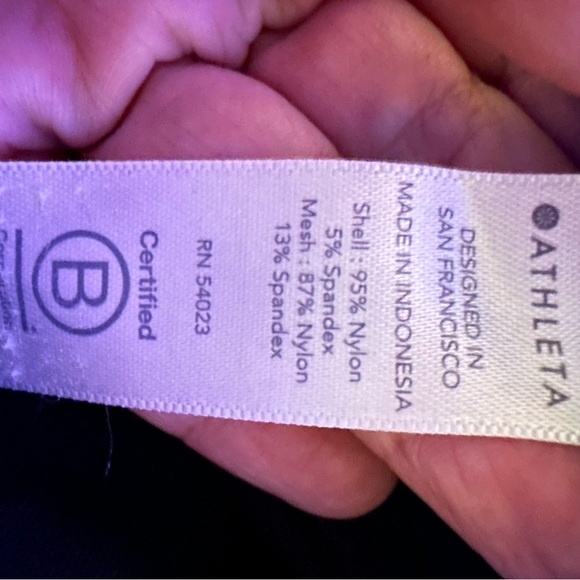 ATHLETA
DESIGNED IN
SAN FRANCISCO
MADE IN INDONESIA
Shell : 95% Nylon
5% Spandex
Mesh : 87% Nylon
13% Spandex
RN 54023
Certified
B